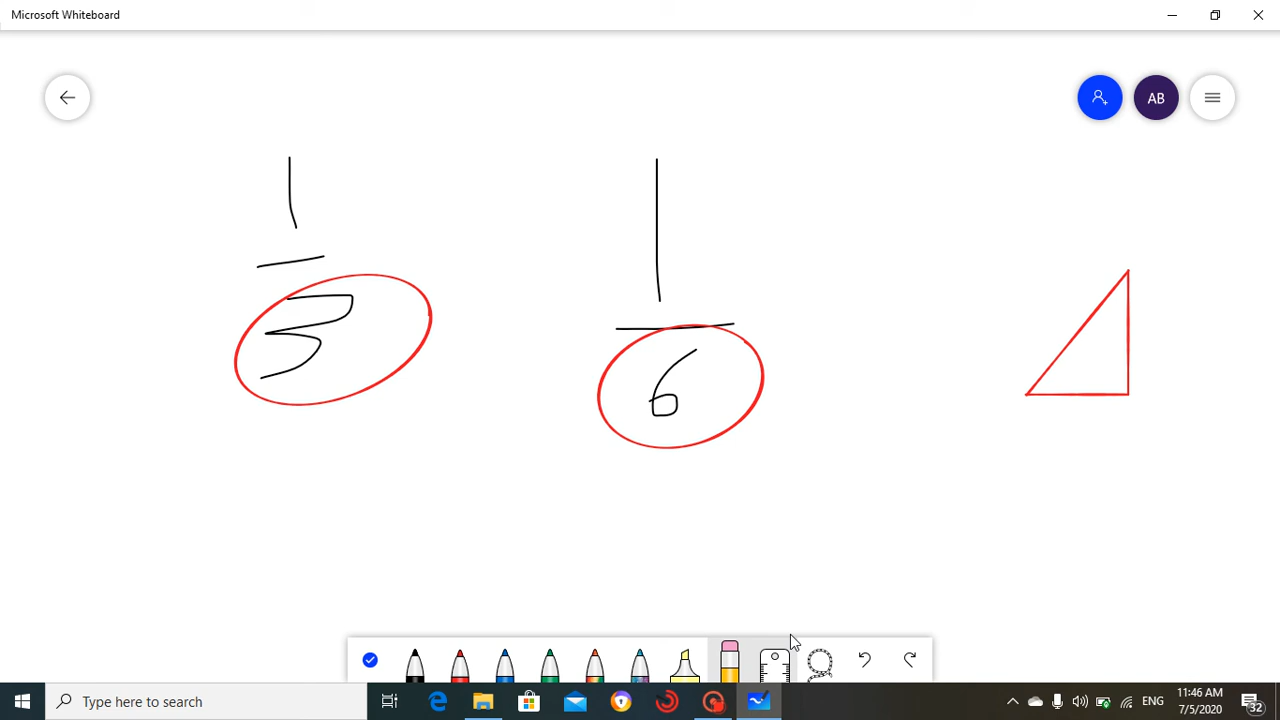 Microsoft Whiteboard
AB
1 1
3 6
Type here to search
ENG
11:46 AM
7/5/2020
32